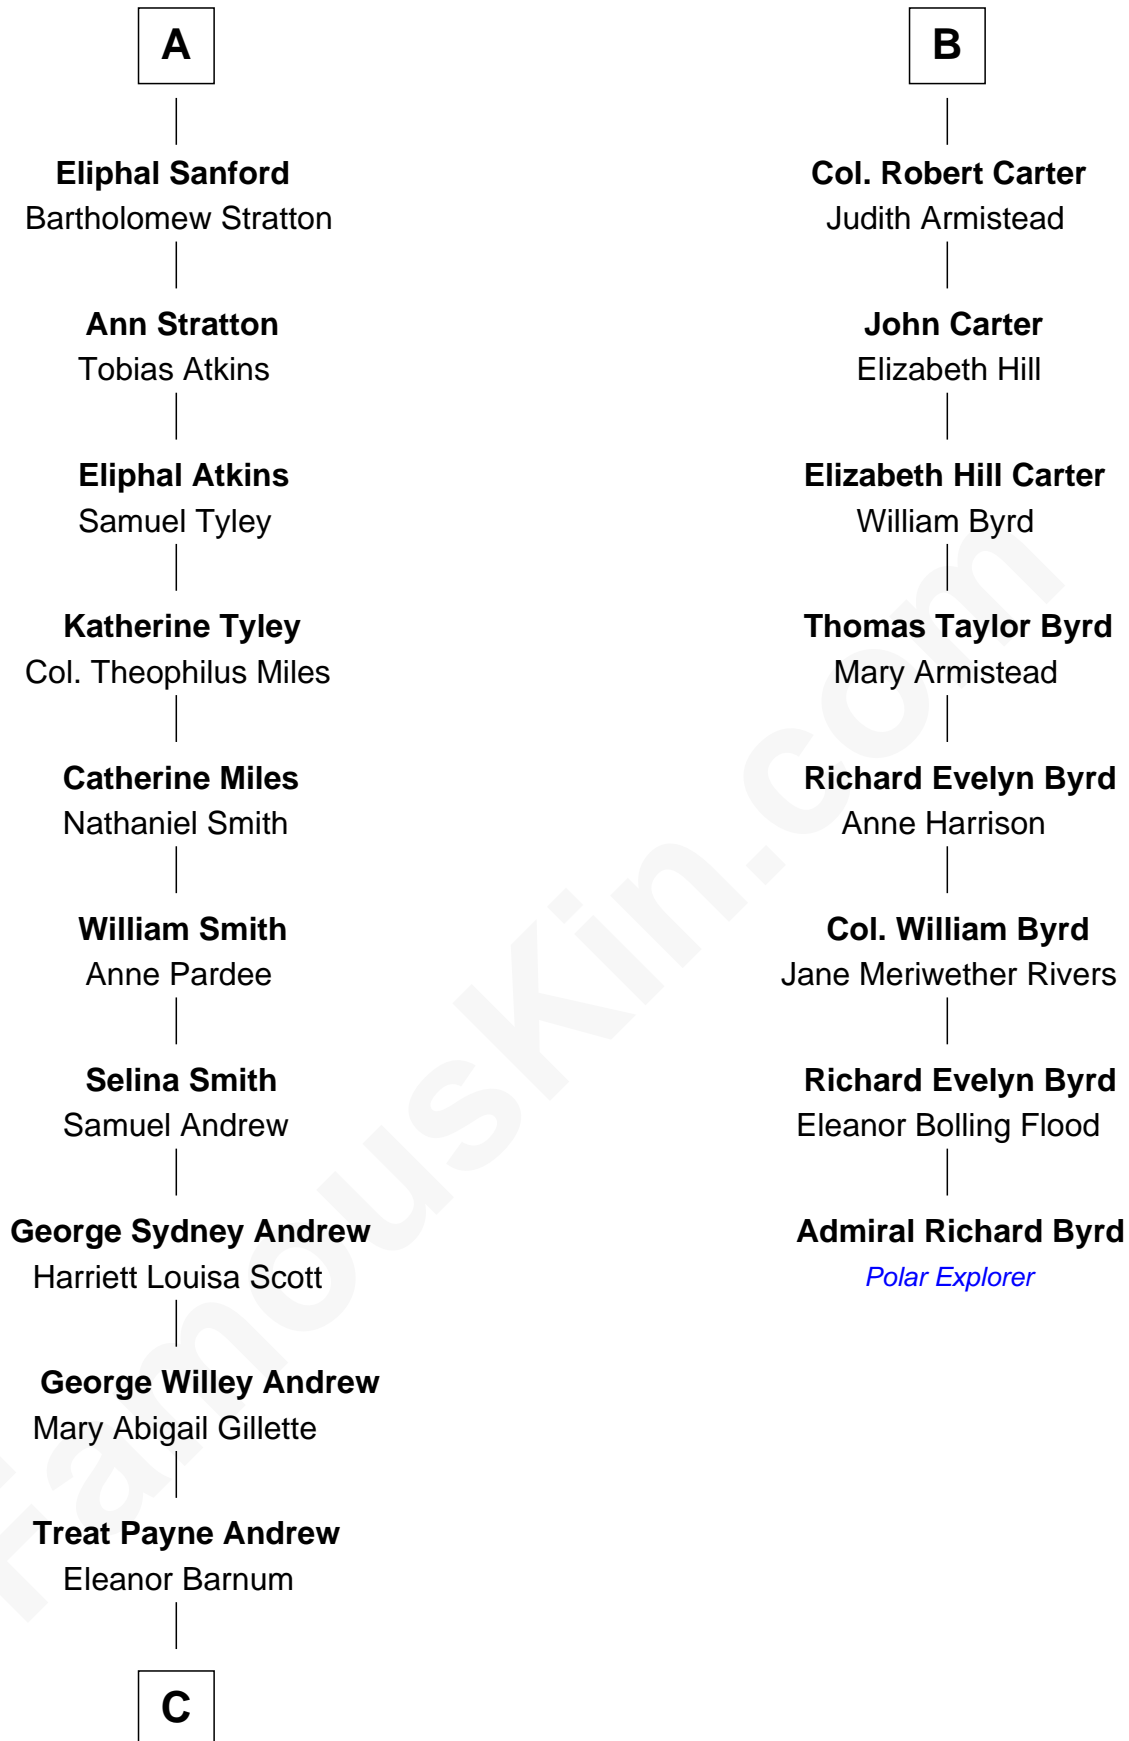 A
Eliphal Sanford
Bartholomew Stratton
Ann Stratton
Tobias Atkins
Eliphal Atkins
Samuel Tyley
Katherine Tyley
Col. Theophilus Miles
Catherine Miles
Nathaniel Smith
William Smith
Anne Pardee
Selina Smith
Samuel Andrew
George Sydney Andrew
Harriett Louisa Scott
George Willey Andrew
Mary Abigail Gillette
Treat Payne Andrew
Eleanor Barnum
C
B
Col. Robert Carter
Judith Armistead
John Carter
Elizabeth Hill
Elizabeth Hill Carter
William Byrd
Thomas Taylor Byrd
Mary Armistead
Richard Evelyn Byrd
Anne Harrison
Col. William Byrd
Jane Meriwether Rivers
Richard Evelyn Byrd
Eleanor Bolling Flood
Admiral Richard Byrd
Polar Explorer
FamousKin.com